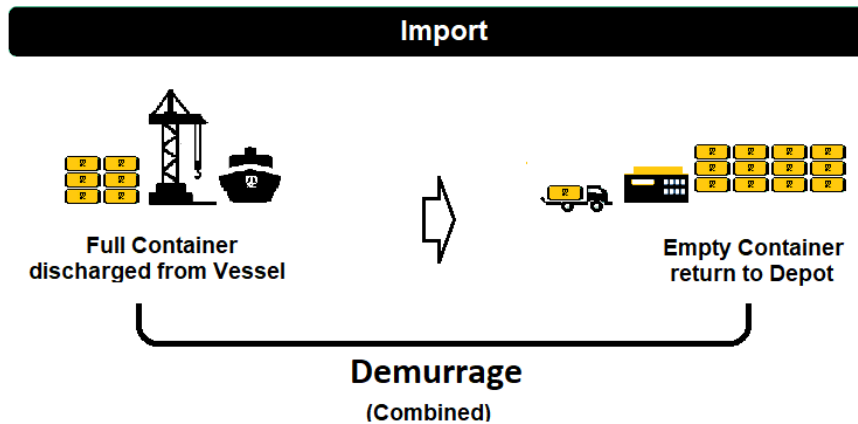 Import
Full Container
discharged from Vessel
Empty Container
return to Depot
Demurrage
(Combined)